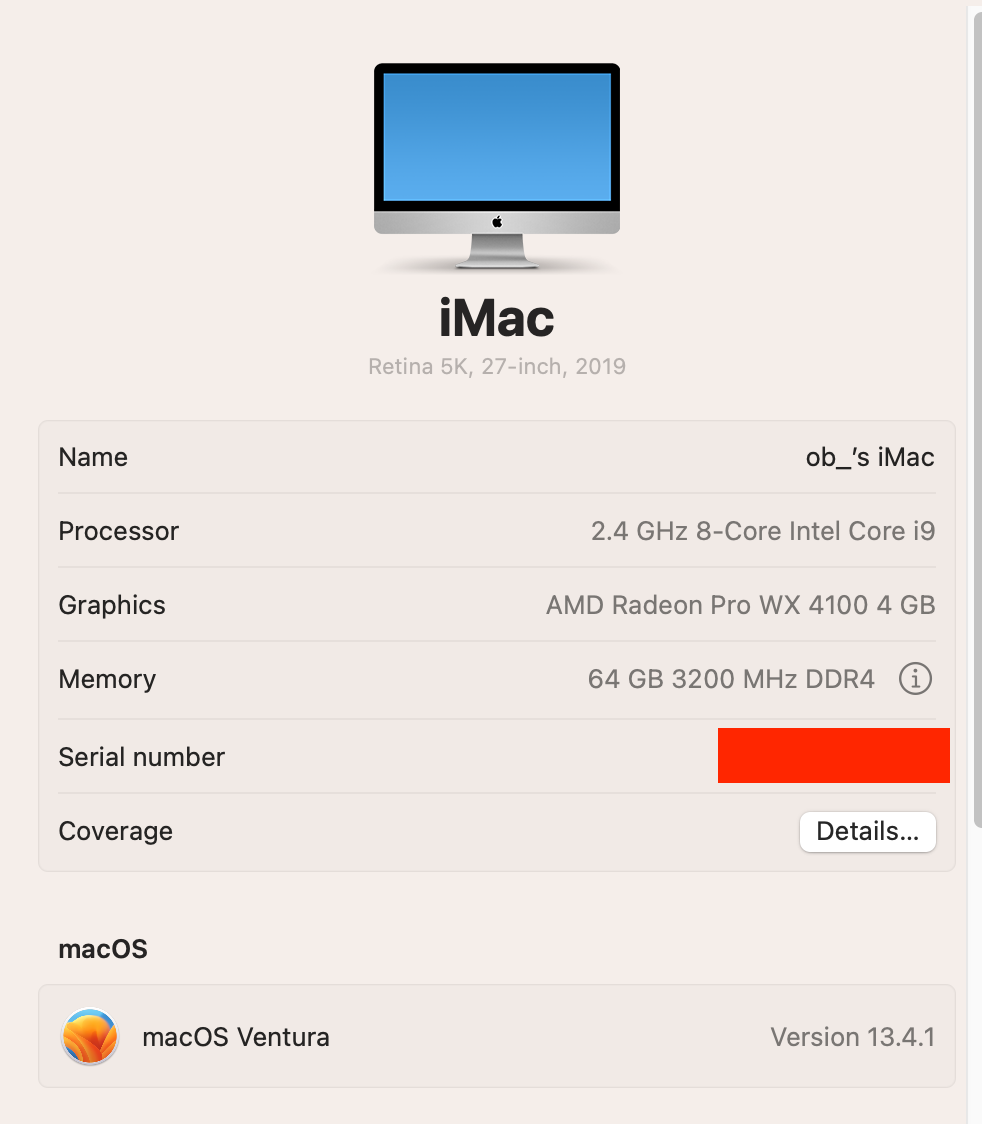 iMac
Retina 5K, 27-inch, 2019
Name ob_’s iMac
Processor 2.4 GHz 8-Core Intel Core i9
Graphics AMD Radeon Pro WX 4100 4 GB
Memory 64 GB 3200 MHz DDR4
Serial number
Coverage Details...
macOS
macOS Ventura Version 13.4.1